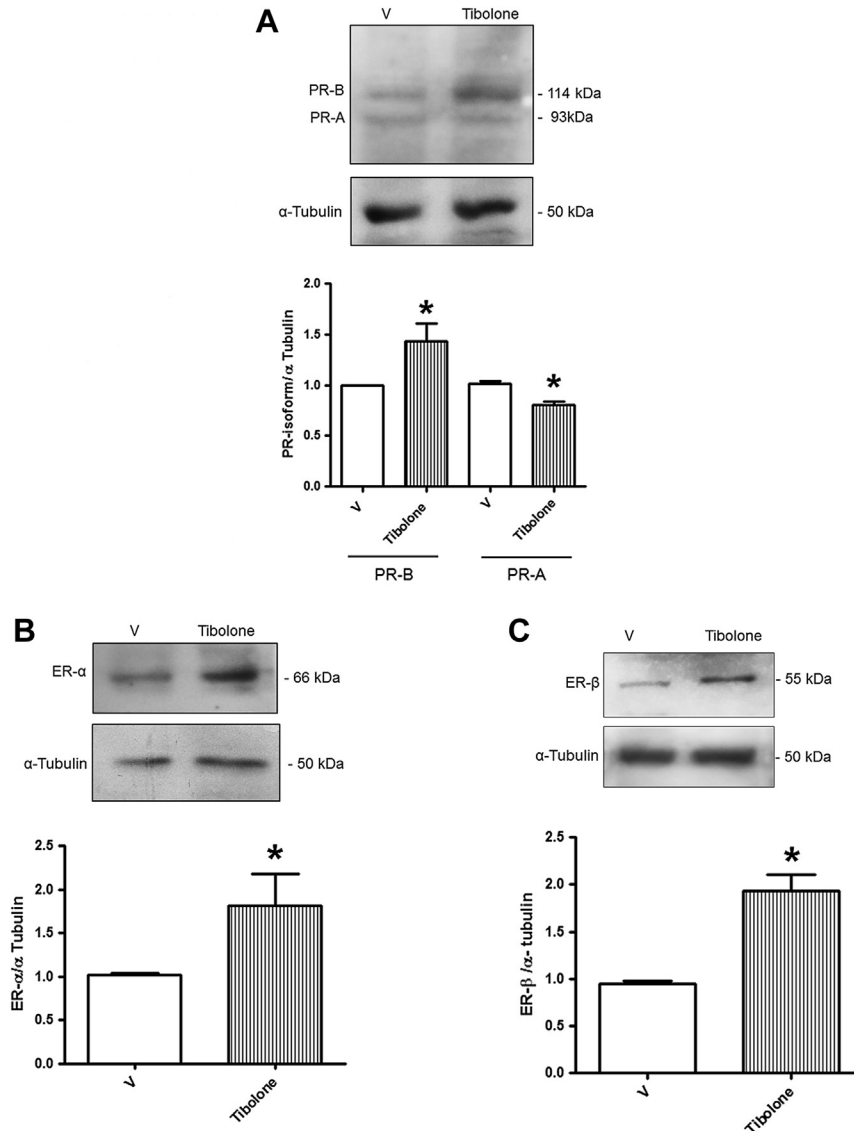 A
V Tibolone
PR-B - 114 kDa
PR-A - 93kDa
α-Tubulin - 50 kDa
PR-isoform/α Tubulin
2.0
*
1.5
*
1.0
0.5
0.0
V Tibolone V Tibolone
PR-B PR-A
B
V Tibolone
ER-α - 66 kDa
α-Tubulin - 50 kDa
ER-α/α Tubulin
2.5
*
2.0
1.5
1.0
0.5
0.0
V Tibolone
C
V Tibolone
ER-β - 55 kDa
α-Tubulin - 50 kDa
ER-β /α- tubulin
2.5
*
2.0
1.5
1.0
0.5
0.0
V Tibolone